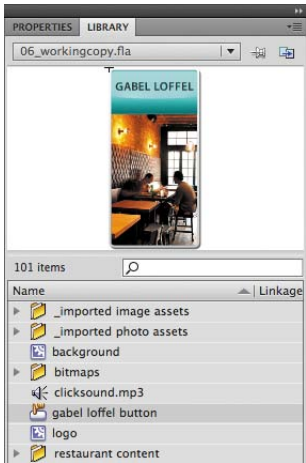 PROPERTIES LIBRARY
06_workingcopy.fla
GABEL LOFFEL
101 items
Name Linkage
_imported image assets
_imported photo assets
background
bitmaps
clicksound.mp3
gabel loffel button
logo
restaurant content